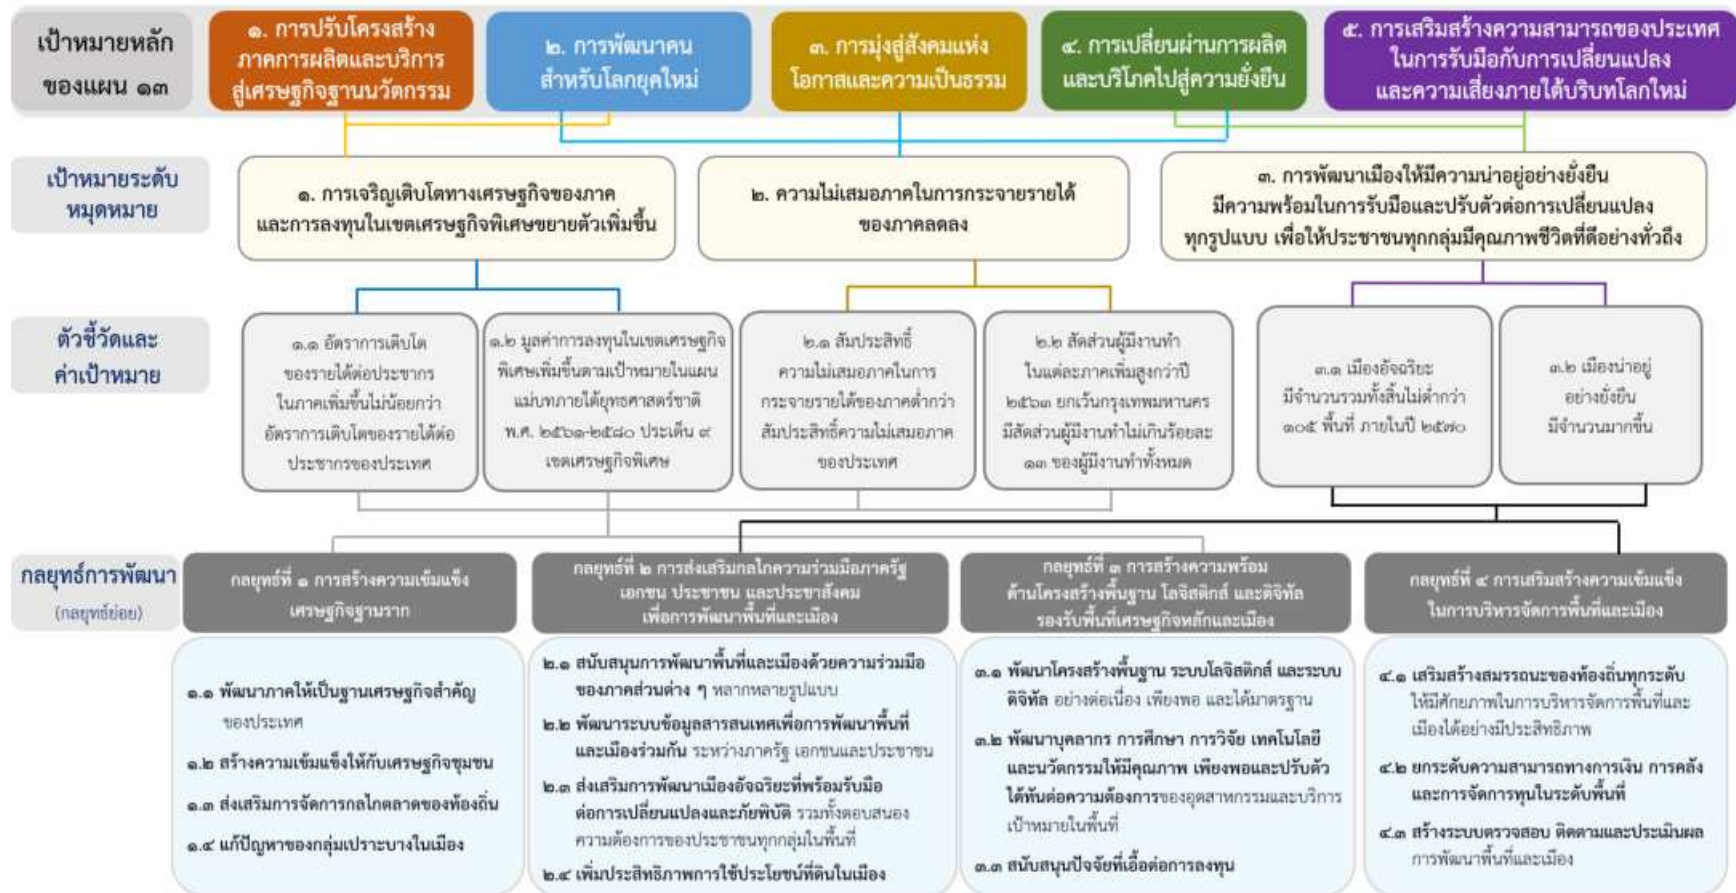 เป้าหมายหลัก
ของแผน ๑๓
๑. การปรับโครงสร้าง
ภาคการผลิตและบริการ
สู่เศรษฐกิจฐานนวัตกรรม
๒. การพัฒนาคน
สำหรับโลกยุคใหม่
๓. การมุ่งสู่สังคมแห่ง
โอกาสและความเป็นธรรม
๔. การเปลี่ยนผ่านการผลิต
และบริโภคไปสู่ความยั่งยืน
๕. การเสริมสร้างความสามารถของประเทศ
ในการรับมือกับการเปลี่ยนแปลง
และความเสี่ยงภายใต้บริบทโลกใหม่
เป้าหมายระดับ
หมุดหมาย
๑. การเจริญเติบโตทางเศรษฐกิจของภาค
และการลงทุนในเขตเศรษฐกิจพิเศษขยายตัวเพิ่มขึ้น
๒. ความไม่เสมอภาคในการกระจายรายได้
ของภาคลดลง
๓. การพัฒนาเมืองให้มีความน่าอยู่อย่างยั่งยืน
มีความพร้อมในการรับมือและปรับตัวต่อการเปลี่ยนแปลง
ทุกรูปแบบ เพื่อให้ประชาชนทุกกลุ่มมีคุณภาพชีวิตที่ดีอย่างทั่วถึง
ตัวชี้วัดและ
ค่าเป้าหมาย
๑.๑ อัตราการเติบโต
ของรายได้ต่อประชากร
ในภาคเพิ่มขึ้นไม่น้อยกว่า
อัตราการเติบโตของรายได้ต่อ
ประชากรของประเทศ
๑.๒ มูลค่าการลงทุนในเขตเศรษฐกิจ
พิเศษเพิ่มขึ้นตามเป้าหมายในแผน
แม่บทภายใต้ยุทธศาสตร์ชาติ
พ.ศ. ๒๕๖๑-๒๕๘๐ ประเด็น ๙
เขตเศรษฐกิจพิเศษ
๒.๑ สัมประสิทธิ์
ความไม่เสมอภาคในการ
กระจายรายได้ของภาคต่ำกว่า
สัมประสิทธิ์ความไม่เสมอภาค
ของประเทศ
๒.๒ สัดส่วนผู้มีงานทำ
ในแต่ละภาคเพิ่มสูงกว่าปี
๒๕๖๓ ยกเว้นกรุงเทพมหานคร
มีสัดส่วนผู้มีงานทำไม่เกินร้อยละ
๑๓ ของผู้มีงานทำทั้งหมด
๓.๑ เมืองอัจฉริยะ
มีจำนวนรวมทั้งสิ้นไม่ต่ำกว่า
๑๐๕ พื้นที่ ภายในปี ๒๕๗๐
๓.๒ เมืองน่าอยู่
อย่างยั่งยืน
มีจำนวนมากขึ้น
กลยุทธ์การพัฒนา
(กลยุทธ์ย่อย)
กลยุทธ์ที่ ๑ การสร้างความเข้มแข็ง
เศรษฐกิจฐานราก
กลยุทธ์ที่ ๒ การส่งเสริมกลไกความร่วมมือภาครัฐ
เอกชน ประชาชน และประชาสังคม
เพื่อการพัฒนาพื้นที่และเมือง
กลยุทธ์ที่ ๓ การสร้างความพร้อม
ด้านโครงสร้างพื้นฐาน โลจิสติกส์ และดิจิทัล
รองรับพื้นที่เศรษฐกิจหลักและเมือง
กลยุทธ์ที่ ๔ การเสริมสร้างความเข้มแข็ง
ในการบริหารจัดการพื้นที่และเมือง
๑.๑ พัฒนาภาคให้เป็นฐานเศรษฐกิจสำคัญ
ของประเทศ
๑.๒ สร้างความเข้มแข็งให้กับเศรษฐกิจชุมชน
๑.๓ ส่งเสริมการจัดการกลไกตลาดของท้องถิ่น
๑.๔ แก้ปัญหาของกลุ่มเปราะบางในเมือง
๒.๑ สนับสนุนการพัฒนาพื้นที่และเมืองด้วยความร่วมมือ
ของภาคส่วนต่าง ๆ หลากหลายรูปแบบ
๒.๒ พัฒนาระบบข้อมูลสารสนเทศเพื่อการพัฒนาพื้นที่
และเมืองร่วมกัน ระหว่างภาครัฐ เอกชนและประชาชน
๒.๓ ส่งเสริมการพัฒนาเมืองอัจฉริยะที่พร้อมรับมือ
ต่อการเปลี่ยนแปลงและภัยพิบัติ รวมทั้งตอบสนอง
ความต้องการของประชาชนทุกกลุ่มในพื้นที่
๒.๔ เพิ่มประสิทธิภาพการใช้ประโยชน์ที่ดินในเมือง
๓.๑ พัฒนาโครงสร้างพื้นฐาน ระบบโลจิสติกส์ และระบบ
ดิจิทัล อย่างต่อเนื่อง เพียงพอ และได้มาตรฐาน
๓.๒ พัฒนาบุคลากร การศึกษา การวิจัย เทคโนโลยี
และนวัตกรรมให้มีคุณภาพ เพียงพอและปรับตัว
ได้ทันต่อความต้องการของอุตสาหกรรมและบริการ
เป้าหมายในพื้นที่
๓.๓ สนับสนุนปัจจัยที่เอื้อต่อการลงทุน
๔.๑ เสริมสร้างสมรรถนะของท้องถิ่นทุกระดับ
ให้มีศักยภาพในการบริหารจัดการพื้นที่และ
เมืองได้อย่างมีประสิทธิภาพ
๔.๒ ยกระดับความสามารถทางการเงิน การคลัง
และการจัดการทุนในระดับพื้นที่
๔.๓ สร้างระบบตรวจสอบ ติดตามและประเมินผล
การพัฒนาพื้นที่และเมือง